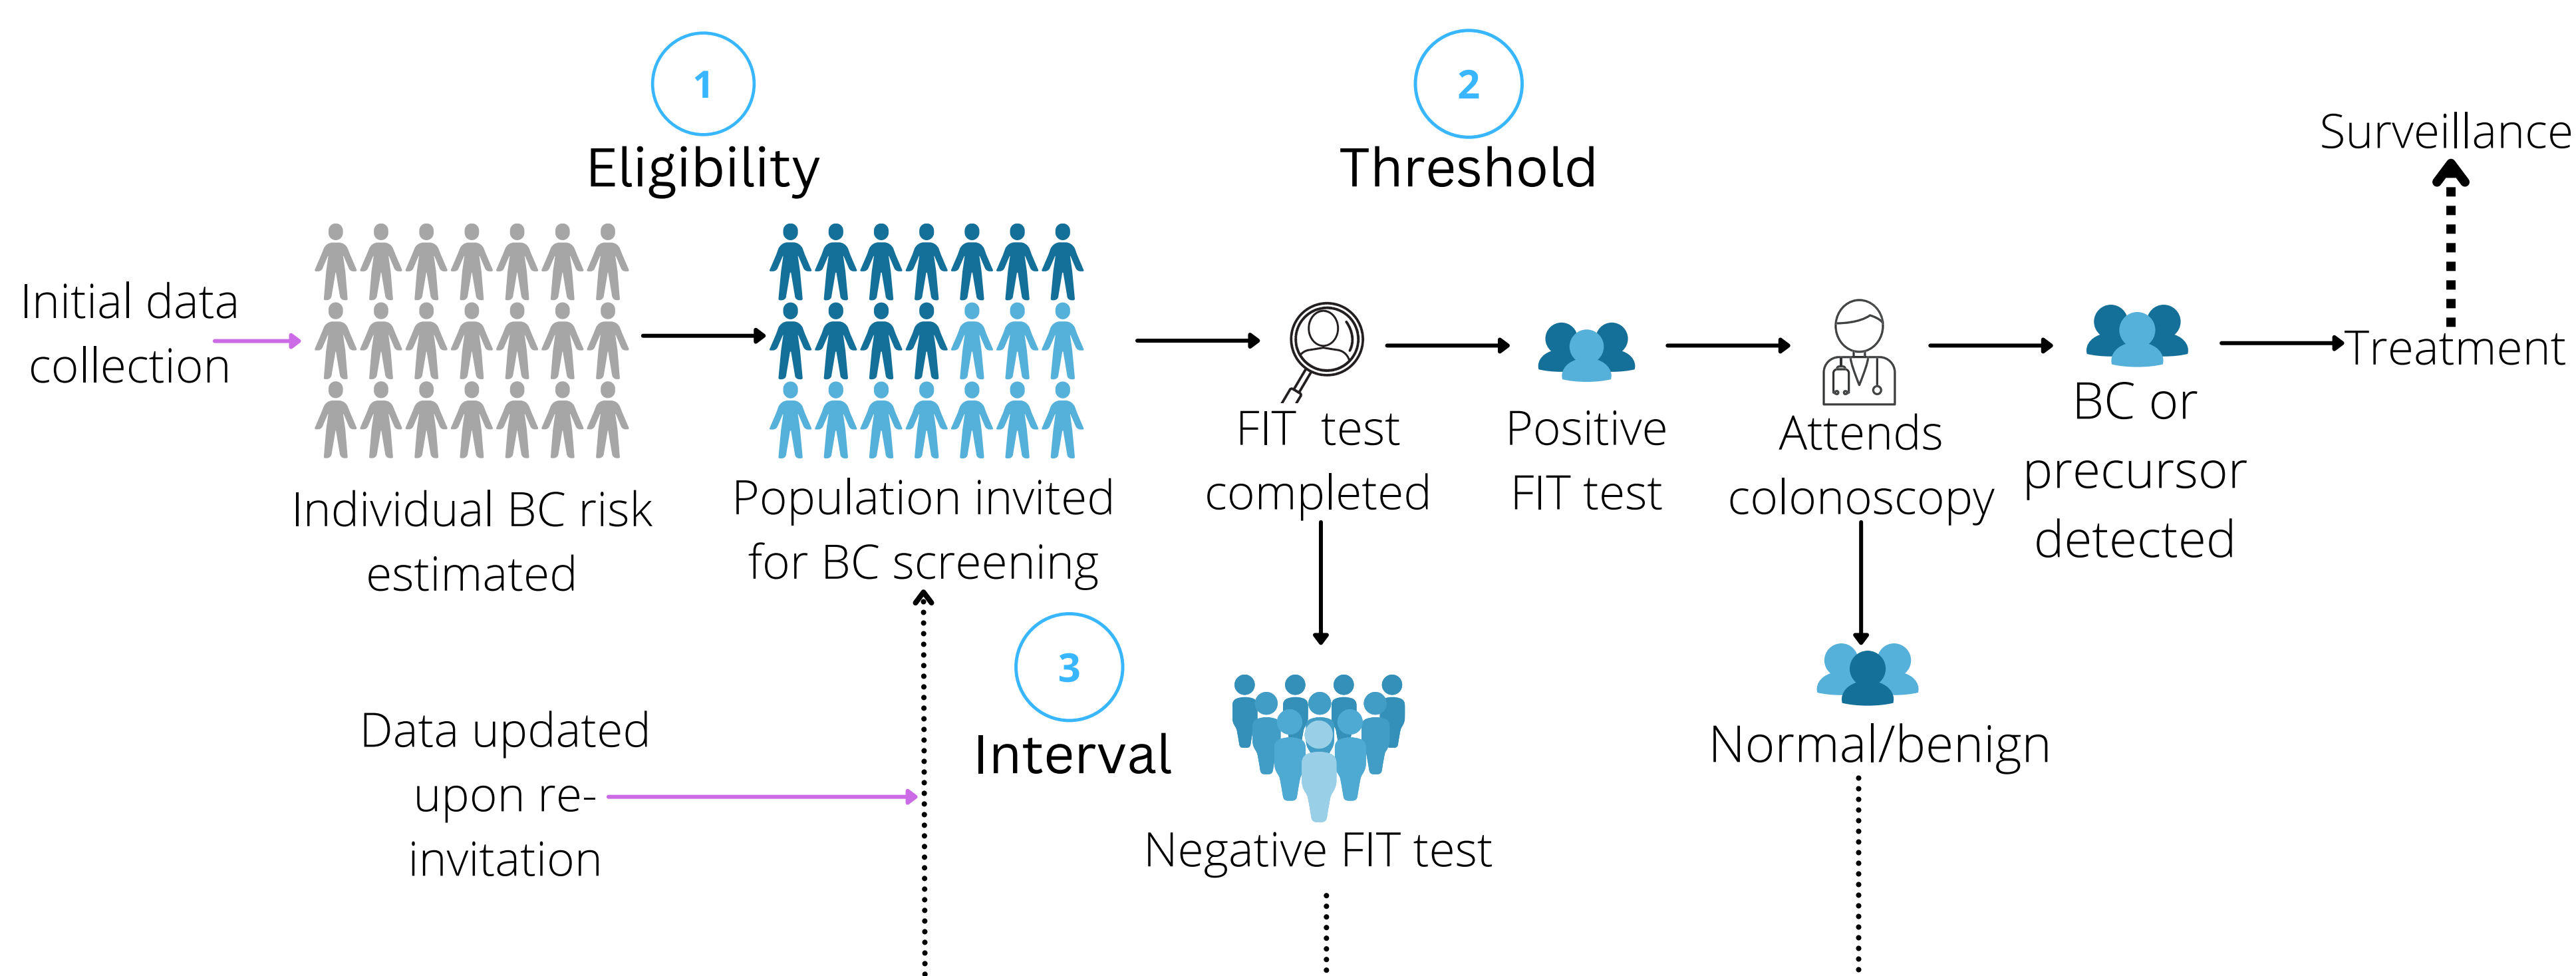 1
Eligibility
2
Threshold
Surveillance
Initial data
collection
Individual BC risk
estimated
Population invited
for BC screening
FIT test
completed
Positive
FIT test
Attends
colonoscopy
BC or
precursor
detected
Treatment
3
Interval
Data updated
upon re-
invitation
Negative FIT test
Normal/benign